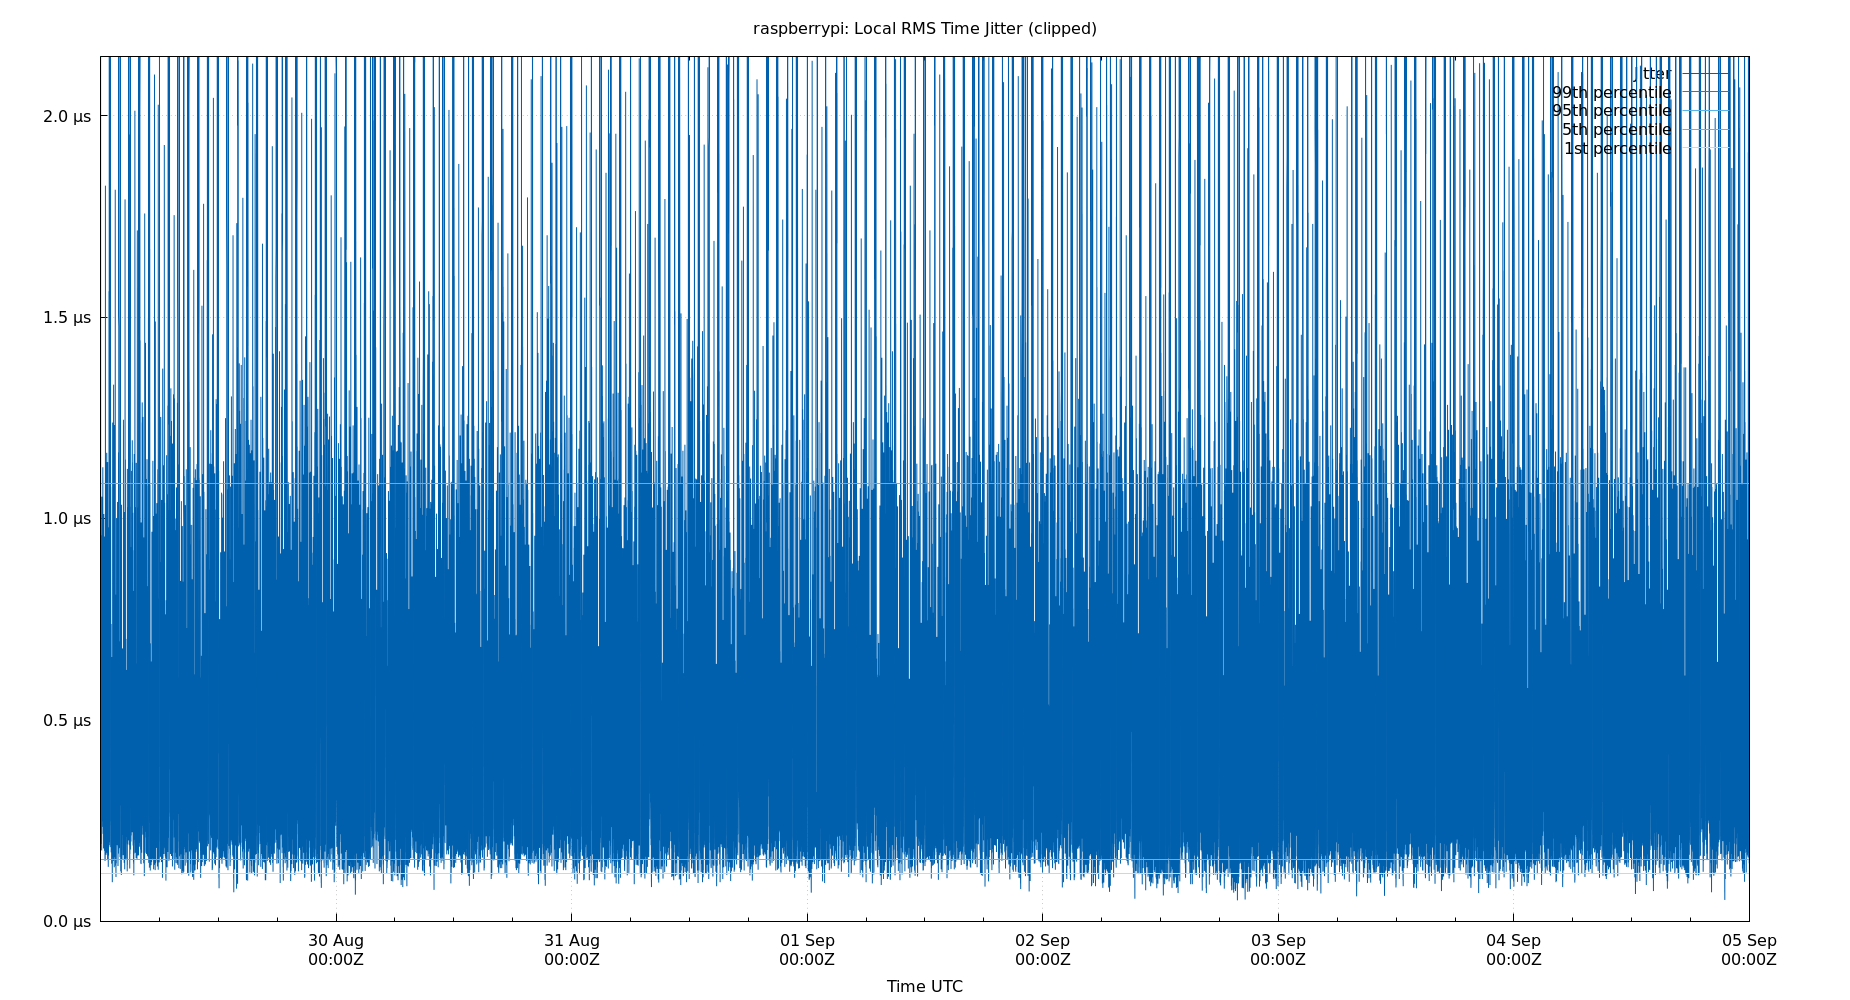 raspberrypi: Local RMS Time Jitter (clipped)
Jitter
99th percentile
95th percentile
5th percentile
1st percentile
2.0 µs
1.5 µs
1.0 µs
0.5 µs
0.0 µs
30 Aug 31 Aug 01 Sep 02 Sep 03 Sep 04 Sep 05 Sep
00:00Z 00:00Z 00:00Z 00:00Z 00:00Z 00:00Z 00:00Z
Time UTC